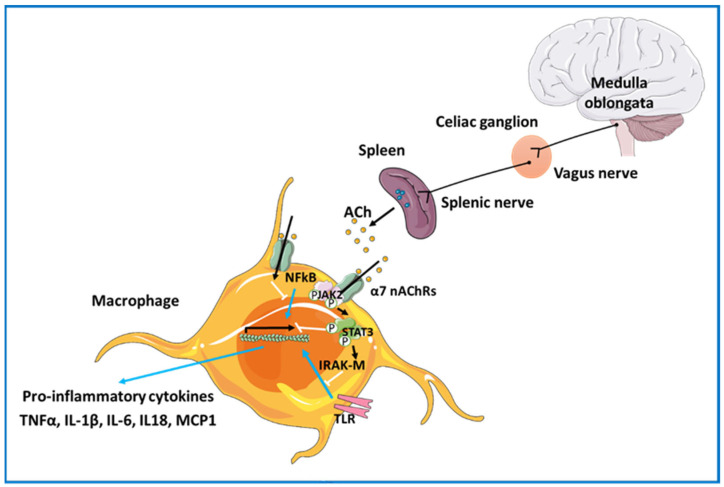 Medulla
oblongata
Celiac ganglion
Vagus nerve
Spleen
Splenic nerve
ACh
NFkB
P JAK2
P
α7 nAChRs
Macrophage
P STAT3
P
IRAK-M
Pro-inflammatory cytokines
TNFα, IL-1β, IL-6, IL18, MCP1
TLR